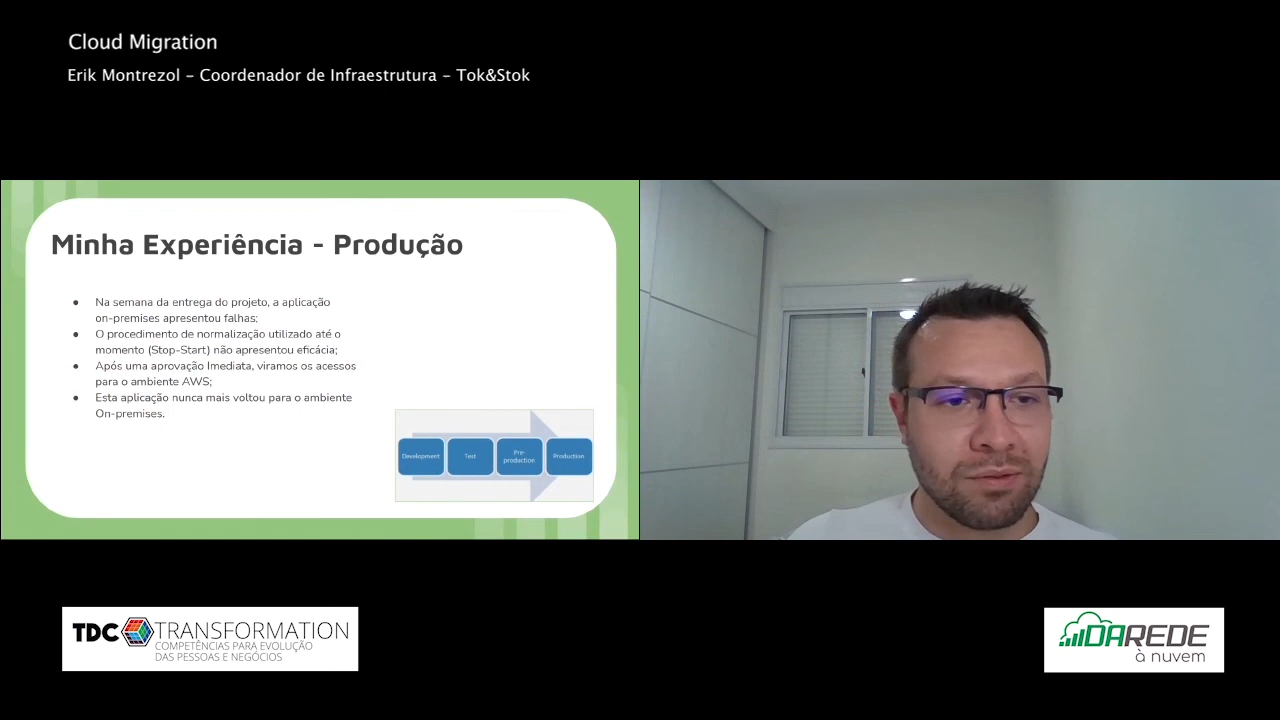 Cloud Migration
Erik Montrezol – Coordenador de Infraestrutura – Tok&Stok
Minha Experiência - Produção
● Na semana da entrega do projeto, a aplicação
on-premises apresentou falhas;
● O procedimento de normalização utilizado até o
momento (Stop-Start) não apresentou eficácia;
● Após uma aprovação Imediata, viramos os acessos
para o ambiente AWS;
● Esta aplicação nunca mais voltou para o ambiente
On-premises.
Development
Test
Pre-
production
Production
TDC TRANSFORMATION
COMPETÊNCIAS PARA EVOLUÇÃO
DAS PESSOAS E NEGÓCIOS
DAREDE
à nuvem